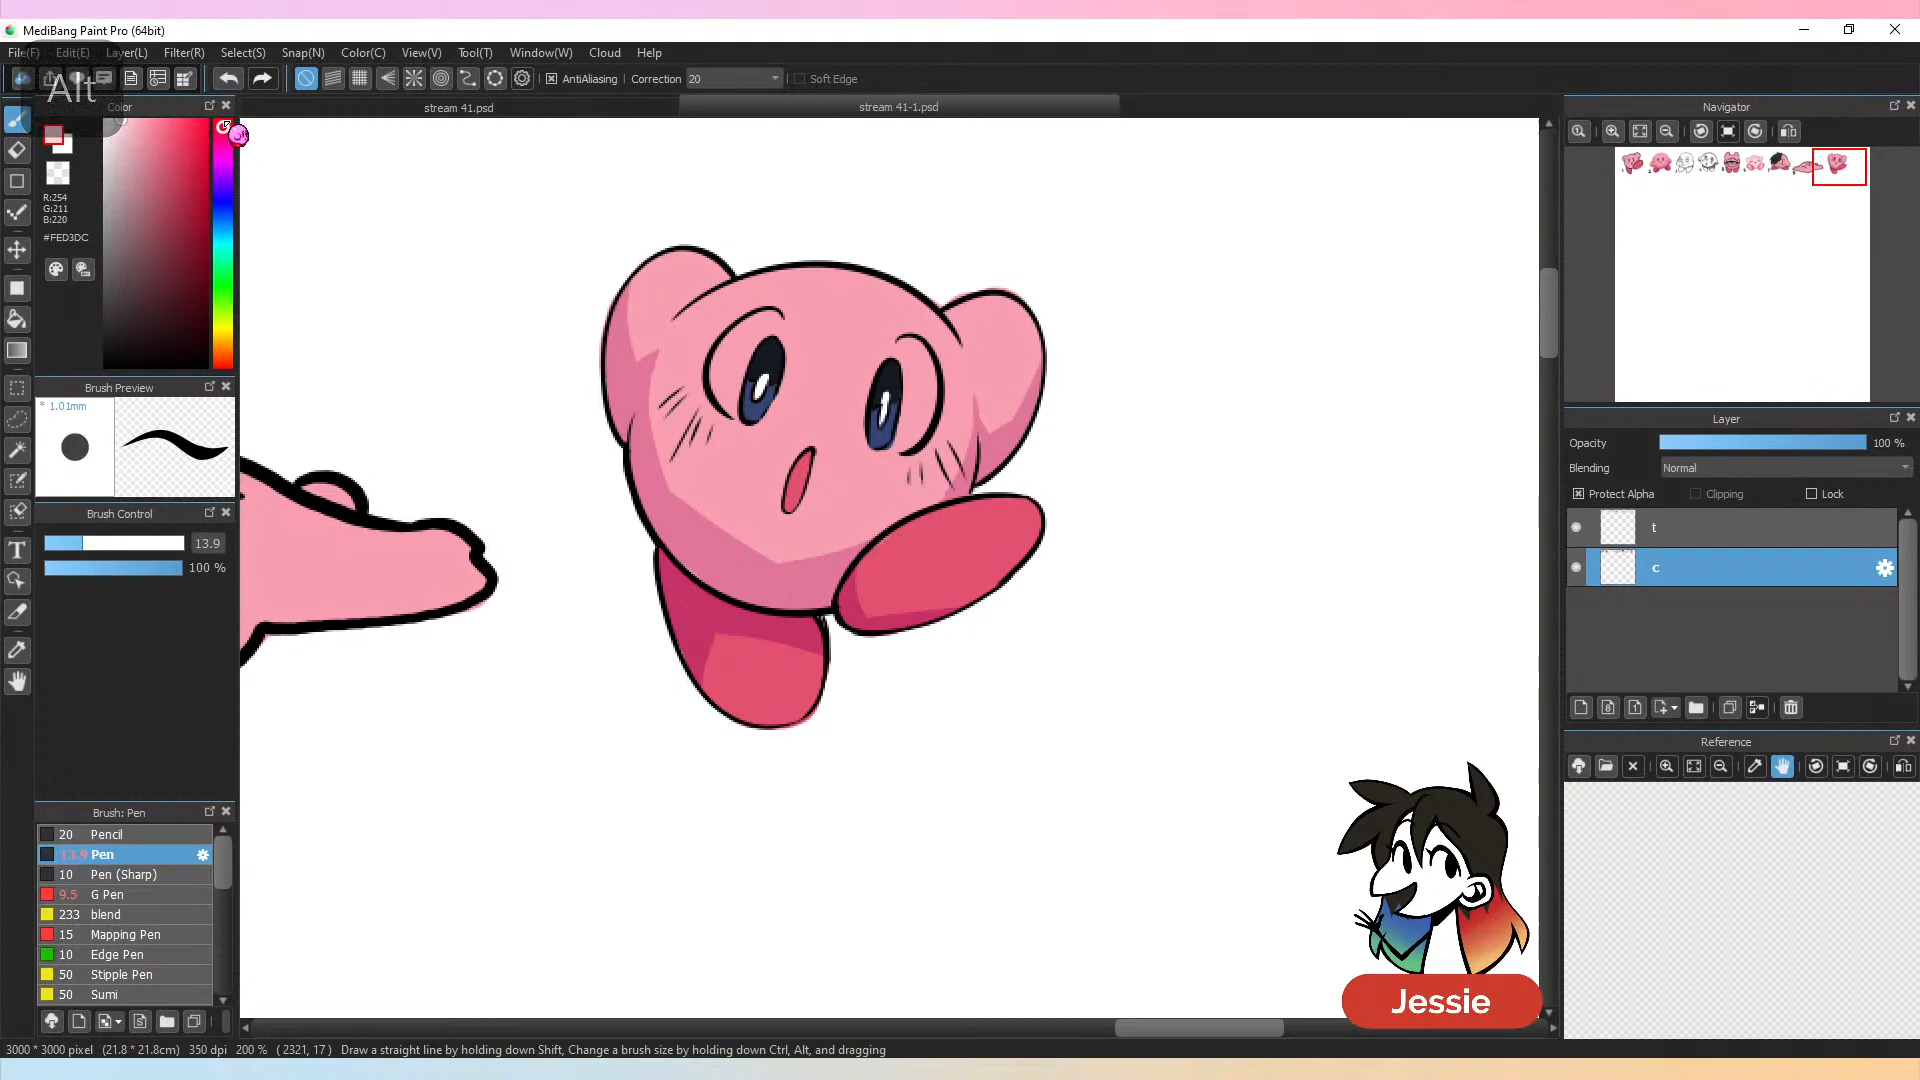 MediBang Paint Pro (64bit)
File(F) Edit(E) Layer(L) Filter(R) Select(S) Snap(N) Color(C) View(V) Tool(T) Window(W) Cloud Help
Alt
AntiAliasing Correction 20 Soft Edge
Color
stream 41.psd
stream 41-1.psd
Navigator
R:254
G:211
B:220
#FED3DC
Brush Preview
* 1.01mm
Brush Control
13.9
100 %
Layer
Opacity 100 %
Blending Normal
Protect Alpha Clipping Lock
t
c
Reference
Brush: Pen
20 Pencil
13.9 Pen
10 Pen (Sharp)
9.5 G Pen
233 blend
15 Mapping Pen
10 Edge Pen
50 Stipple Pen
50 Sumi
Jessie
3000 * 3000 pixel (21.8 * 21.8cm) 350 dpi 200 % ( 2321, 17 ) Draw a straight line by holding down Shift, Change a brush size by holding down Ctrl, Alt, and dragging